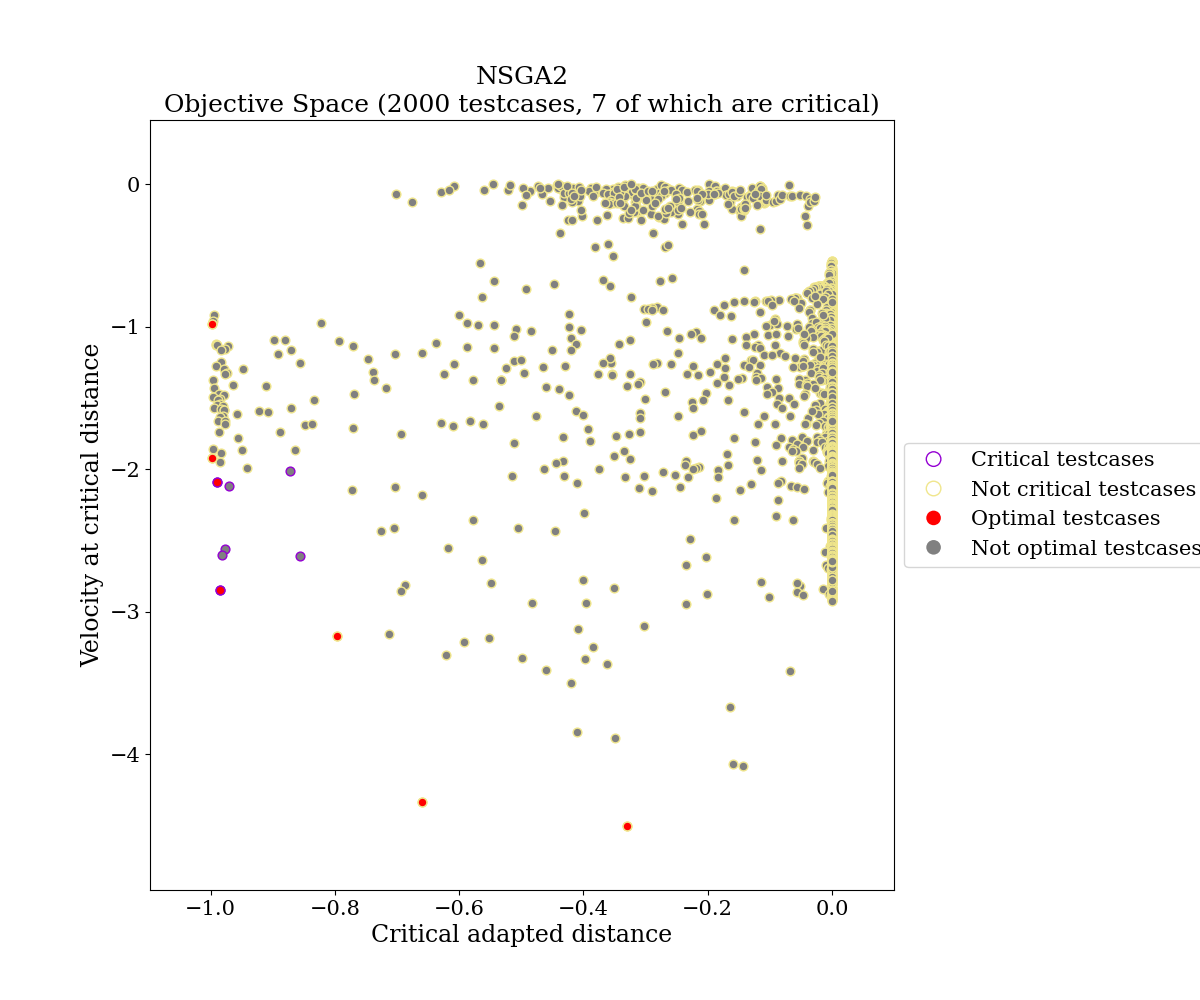 NSGA2
Objective Space (2000 testcases, 7 of which are critical)
Velocity at critical distance
0
−1
−2
−3
−4
−1.0
−0.8
−0.6
−0.4
−0.2
0.0
Critical adapted distance
Critical testcases
Not critical testcases
Optimal testcases
Not optimal testcases